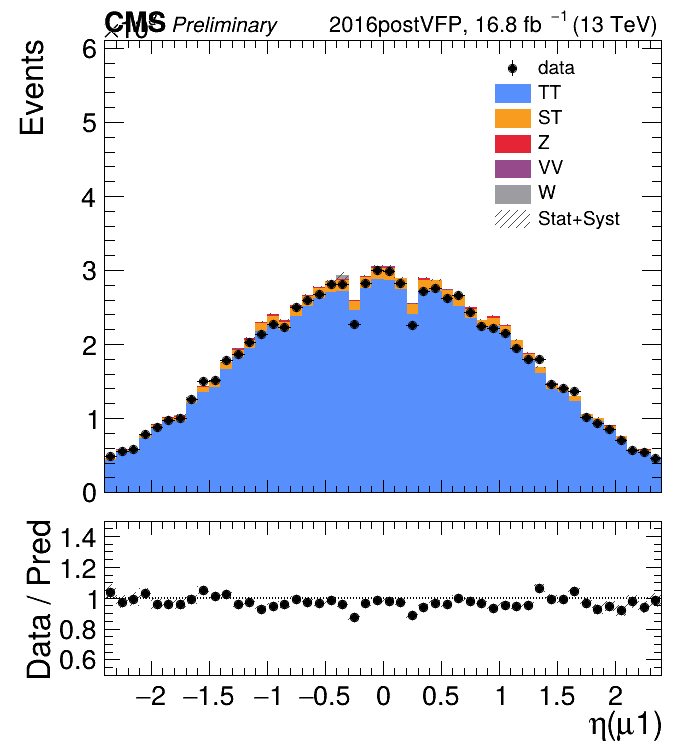 CMS Preliminary 2016postVFP, 16.8 fb⁻¹ (13 TeV)
Events
6
5
4
3
2
1
0
data
TT
ST
Z
VV
W
Stat+Syst
Data / Pred
1.4
1.2
1
0.8
0.6
−2 −1.5 −1 −0.5 0 0.5 1 1.5 2
η(μ1)